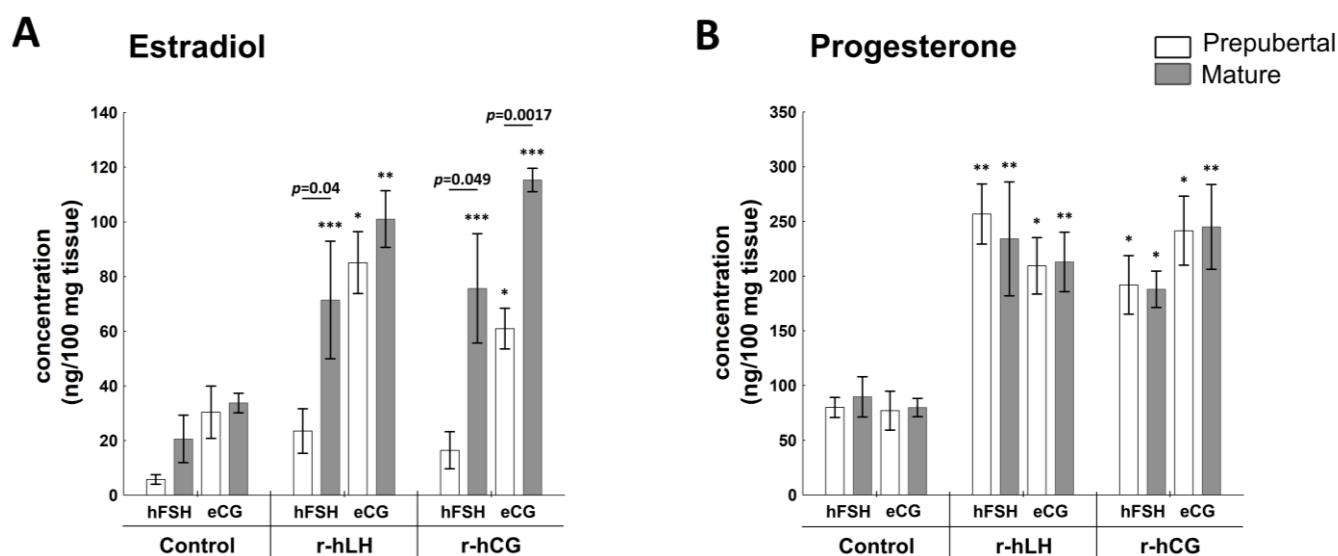 A
Estradiol
concentration
(ng/100 mg tissue)
140
120
100
80
60
40
20
0
p=0.04
***
*
**
p=0.049
***
*
p=0.0017
***
hFSH eCG hFSH eCG hFSH eCG
Control r-hLH r-hCG
B
Progesterone
Prepubertal
Mature
concentration
(ng/100 mg tissue)
350
300
250
200
150
100
50
0
** ** * **
* * * **
hFSH eCG hFSH eCG hFSH eCG
Control r-hLH r-hCG